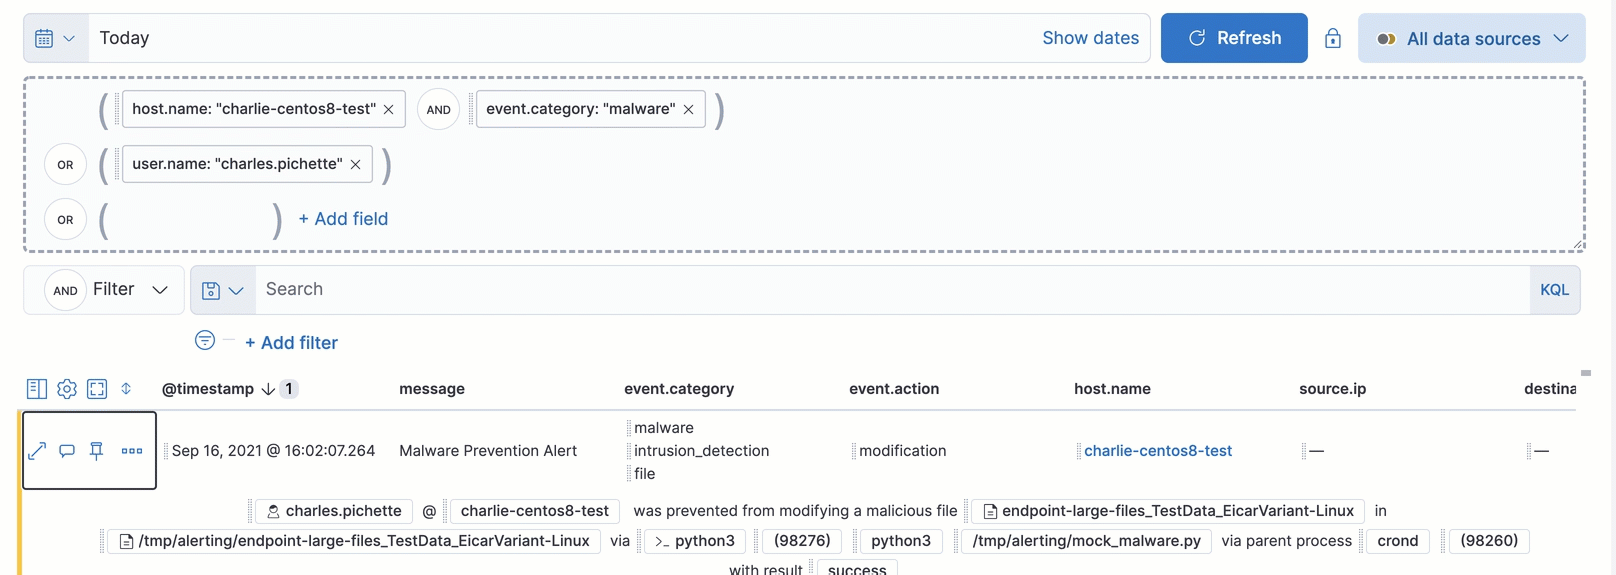 Today Show dates Refresh All data sources
( host.name: "charlie-centos8-test" × AND event.category: "malware" × )
OR ( user.name: "charles.pichette" × )
OR ( ) + Add field
AND Filter Search KQL
+ Add filter
@timestamp ↓ 1 message event.category event.action host.name source.ip destina
malware
Sep 16, 2021 @ 16:02:07.264 Malware Prevention Alert intrusion_detection modification charlie-centos8-test — —
file
charles.pichette @ charlie-centos8-test was prevented from modifying a malicious file endpoint-large-files_TestData_EicarVariant-Linux in
/tmp/alerting/endpoint-large-files_TestData_EicarVariant-Linux via >_ python3 (98276) python3 /tmp/alerting/mock_malware.py via parent process crond (98260)
with result success